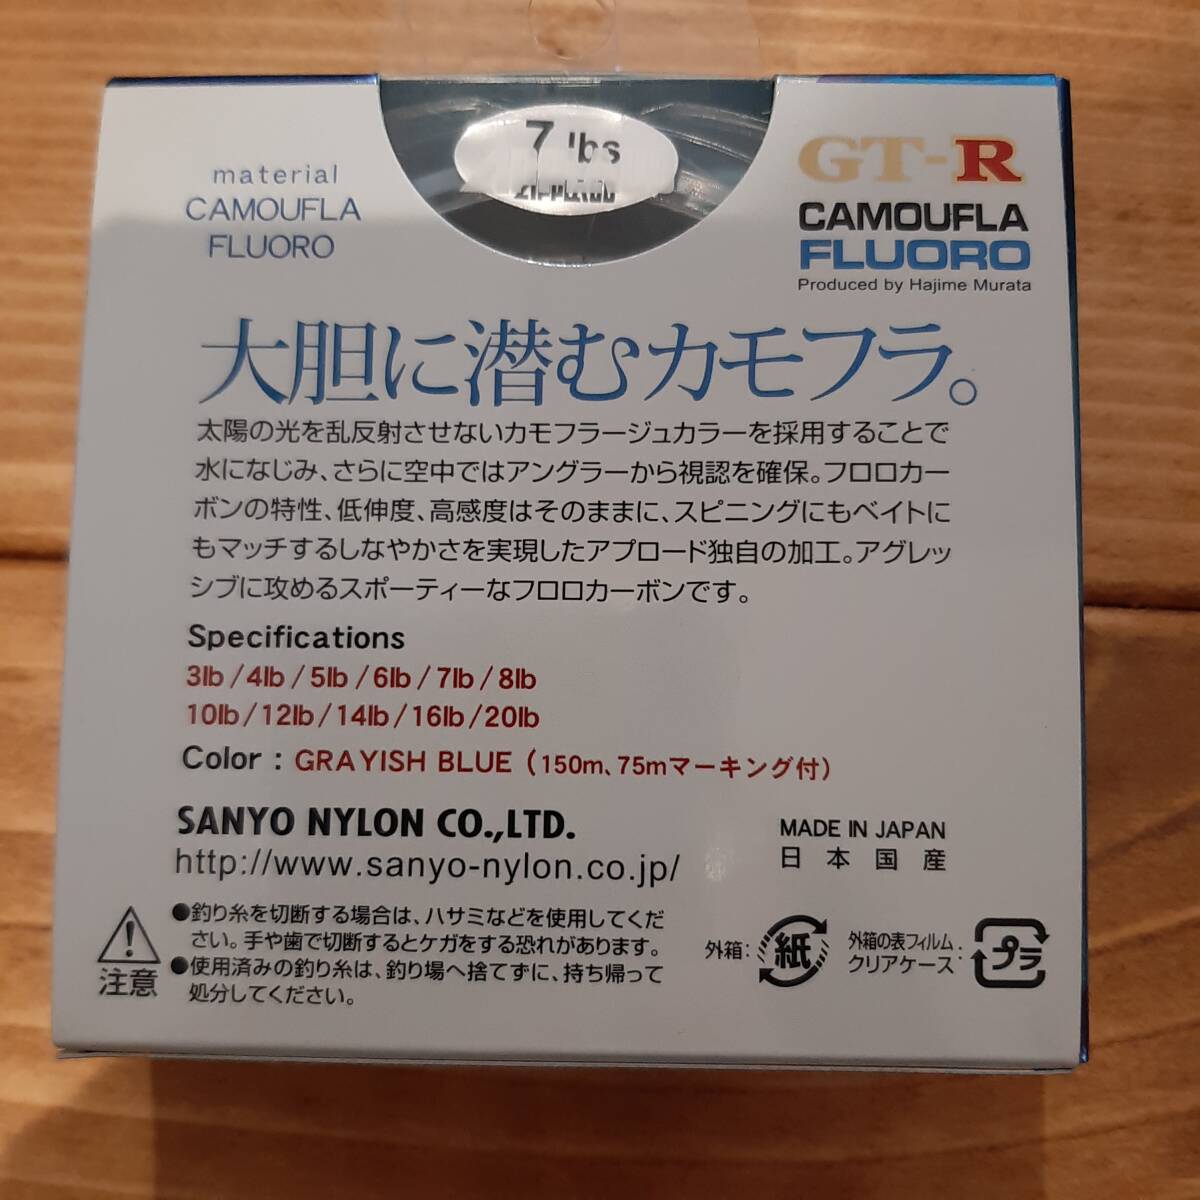 7 lbs
material
CAMOUFLA
FLUORO
GT-R
CAMOUFLA
FLUORO
Produced by Hajime Murata
大胆に潜むカモフラ。
太陽の光を乱反射させないカモフラージュカラーを採用することで
水になじみ、さらに空中ではアングラーから視認を確保。フロロカー
ボンの特性、低伸度、高感度はそのままに、スピニングにもベイトに
もマッチするしなやかさを実現したアプロード独自の加工。アグレッ
シブに攻めるスポーティーなフロロカーボンです。
Specifications
3lb/4lb/5lb/6lb/7lb/8lb
10lb/12lb/14lb/16lb/20lb
Color : GRAYISH BLUE (150m、75mマーキング付)
SANYO NYLON CO.,LTD.
http://www.sanyo-nylon.co.jp/
MADE IN JAPAN
日本国産
注意
●釣り糸を切断する場合は、ハサミなどを使用してくだ
さい。手や歯で切断するとケガをする恐れがあります。
●使用済みの釣り糸は、釣り場へ捨てずに、持ち帰って
処分してください。
外箱: 紙
外箱の表フィルム・
クリアケース: プラ